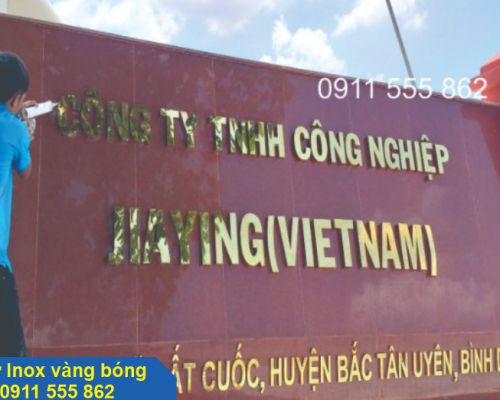 0911 555 862
CÔNG TY TNHH CÔNG NGHIỆP
JIAYING(VIETNAM)
ẤT CUỐC, HUYỆN BẮC TÂN UYÊN, BÌNH
Inox vàng bóng
0911 555 862